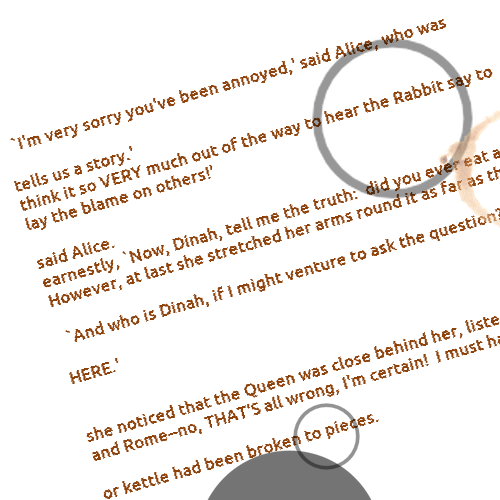 `I'm very sorry you've been annoyed,' said Alice, who was
tells us a story.'
think it so VERY much out of the way to hear the Rabbit say to
lay the blame on others!'
said Alice.
earnestly, `Now, Dinah, tell me the truth: did you ever eat a
However, at last she stretched her arms round it as far as
`And who is Dinah, if I might venture to ask the question?
HERE.'
she noticed that the Queen was close behind her,
and Rome--no, THAT'S all wrong, I'm certain! I must
or kettle had been broken to pieces.